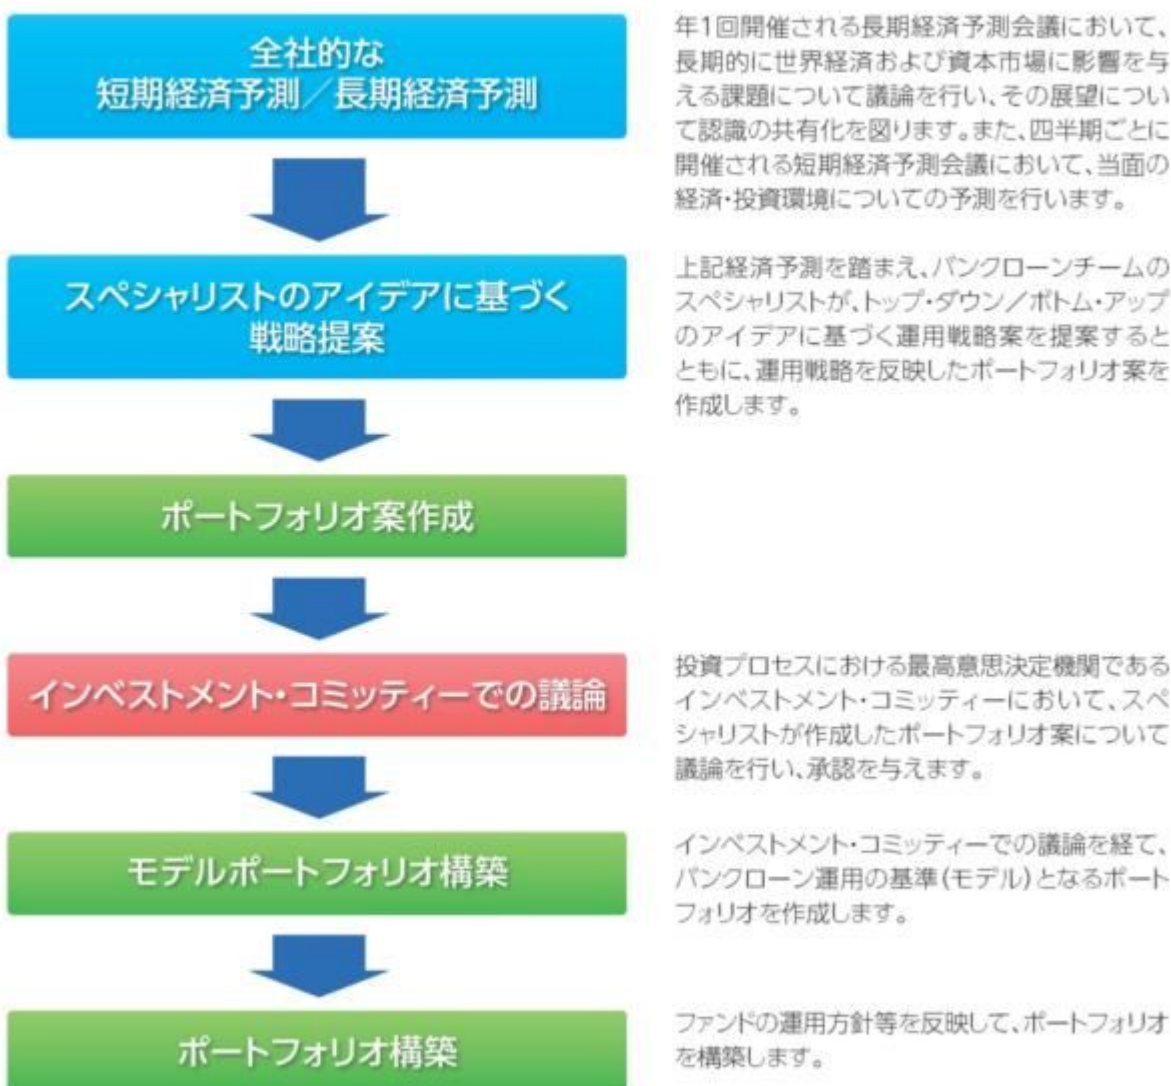 全社的な
短期経済予測／長期経済予測
年1回開催される長期経済予測会議において、
長期的に世界経済および資本市場に影響を与
える課題について議論を行い、その展望につい
て認識の共有化を図ります。また、四半期ごとに
開催される短期経済予測会議において、当面の
経済・投資環境についての予測を行います。
スペシャリストのアイデアに基づく
戦略提案
上記経済予測を踏まえ、バンクローンチームの
スペシャリストが、トップ・ダウン／ボトム・アップ
のアイデアに基づく運用戦略案を提案すると
ともに、運用戦略を反映したポートフォリオ案を
作成します。
ポートフォリオ案作成
インベストメント・コミッティーでの議論
投資プロセスにおける最高意思決定機関である
インベストメント・コミッティーにおいて、スペ
シャリストが作成したポートフォリオ案について
議論を行い、承認を与えます。
モデルポートフォリオ構築
インベストメント・コミッティーでの議論を経て、
バンクローン運用の基準(モデル)となるポート
フォリオを作成します。
ポートフォリオ構築
ファンドの運用方針等を反映して、ポートフォリオ
を構築します。